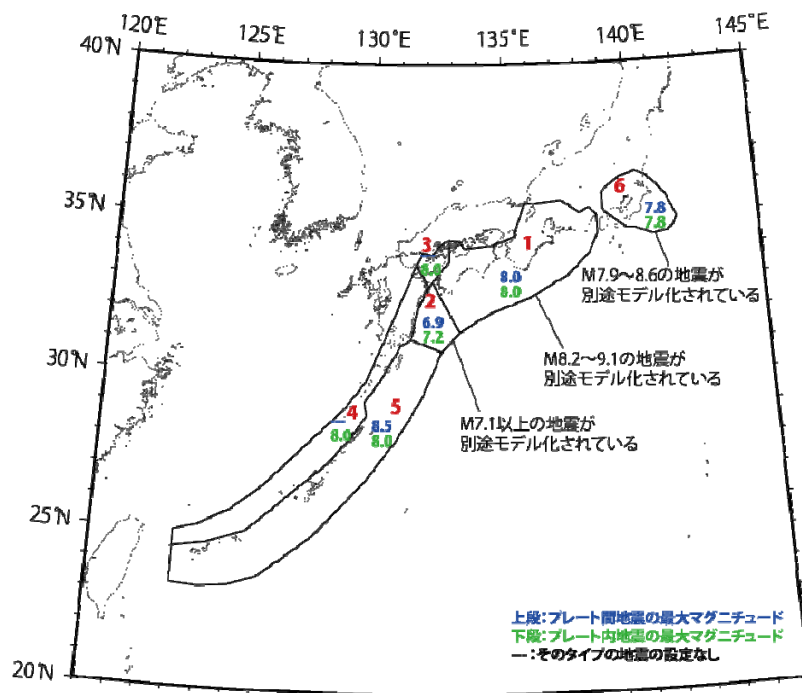 120°E
125°E
130°E
135°E
140°E
145°E
40°N
35°N
30°N
25°N
20°N
6
7.8
7.8
M7.9～8.6の地震が
別途モデル化されている
1
8.0
8.0
M8.2～9.1の地震が
別途モデル化されている
3
—
8.0
2
6.9
7.2
M7.1以上の地震が
別途モデル化されている
4
—
8.0
5
8.5
8.0
上段：プレート間地震の最大マグニチュード
下段：プレート内地震の最大マグニチュード
—：そのタイプの地震の設定なし